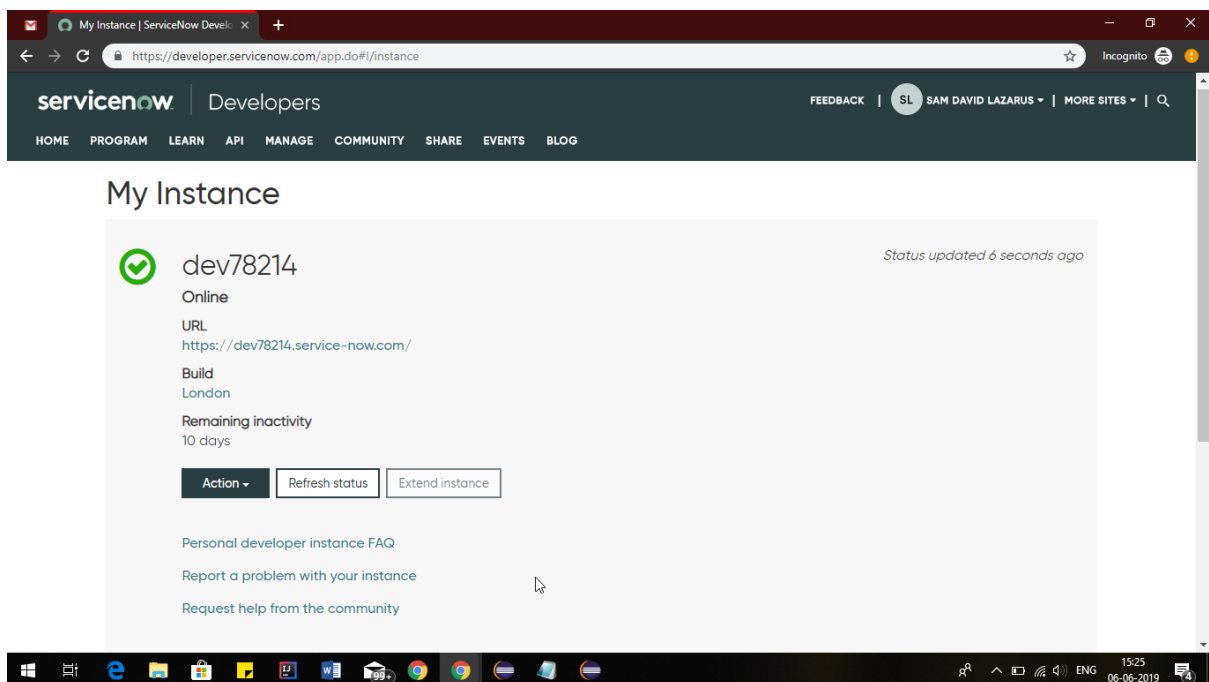 My Instance | ServiceNow Develo
https://developer.servicenow.com/app.do#!/instance
Incognito
servicenow Developers
FEEDBACK | SL SAM DAVID LAZARUS | MORE SITES |
HOME PROGRAM LEARN API MANAGE COMMUNITY SHARE EVENTS BLOG
My Instance
dev78214
Status updated 6 seconds ago
Online
URL
https://dev78214.service-now.com/
Build
London
Remaining inactivity
10 days
Action Refresh status Extend instance
Personal developer instance FAQ
Report a problem with your instance
Request help from the community
99+
ENG
15:25
06-06-2019
4